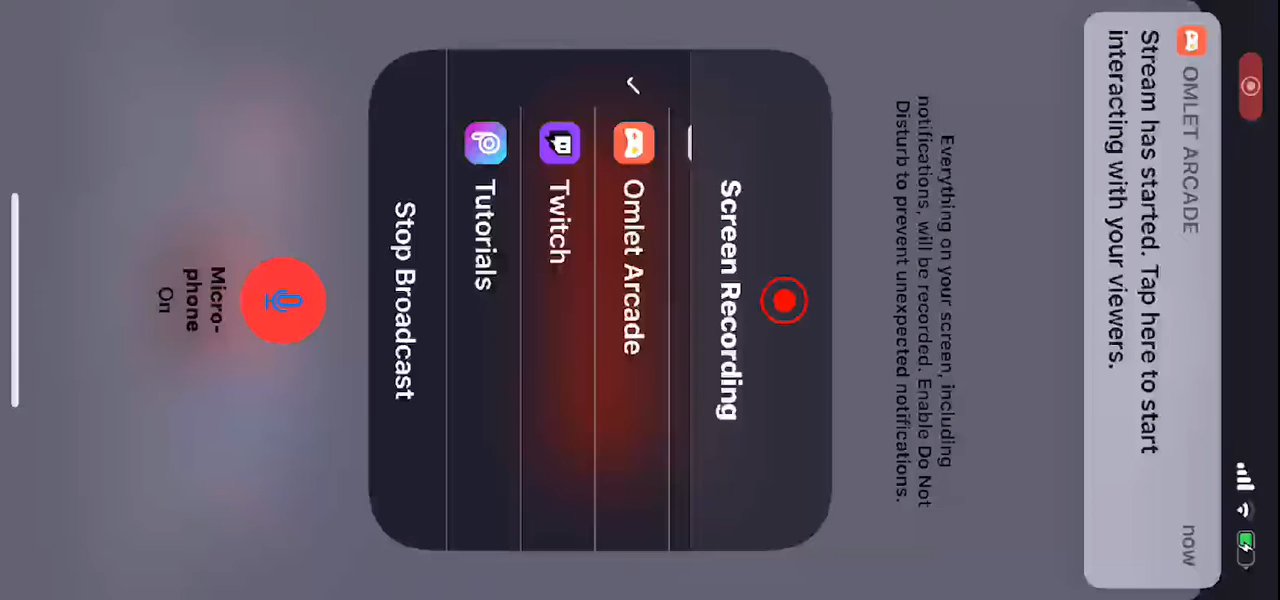 OMLET ARCADE
now
Stream has started. Tap here to start
interacting with your viewers.
Everything on your screen, including
notifications, will be recorded. Enable Do Not
Disturb to prevent unexpected notifications.
Screen Recording
Omlet Arcade
Twitch
Tutorials
Stop Broadcast
Micro-
phone
On